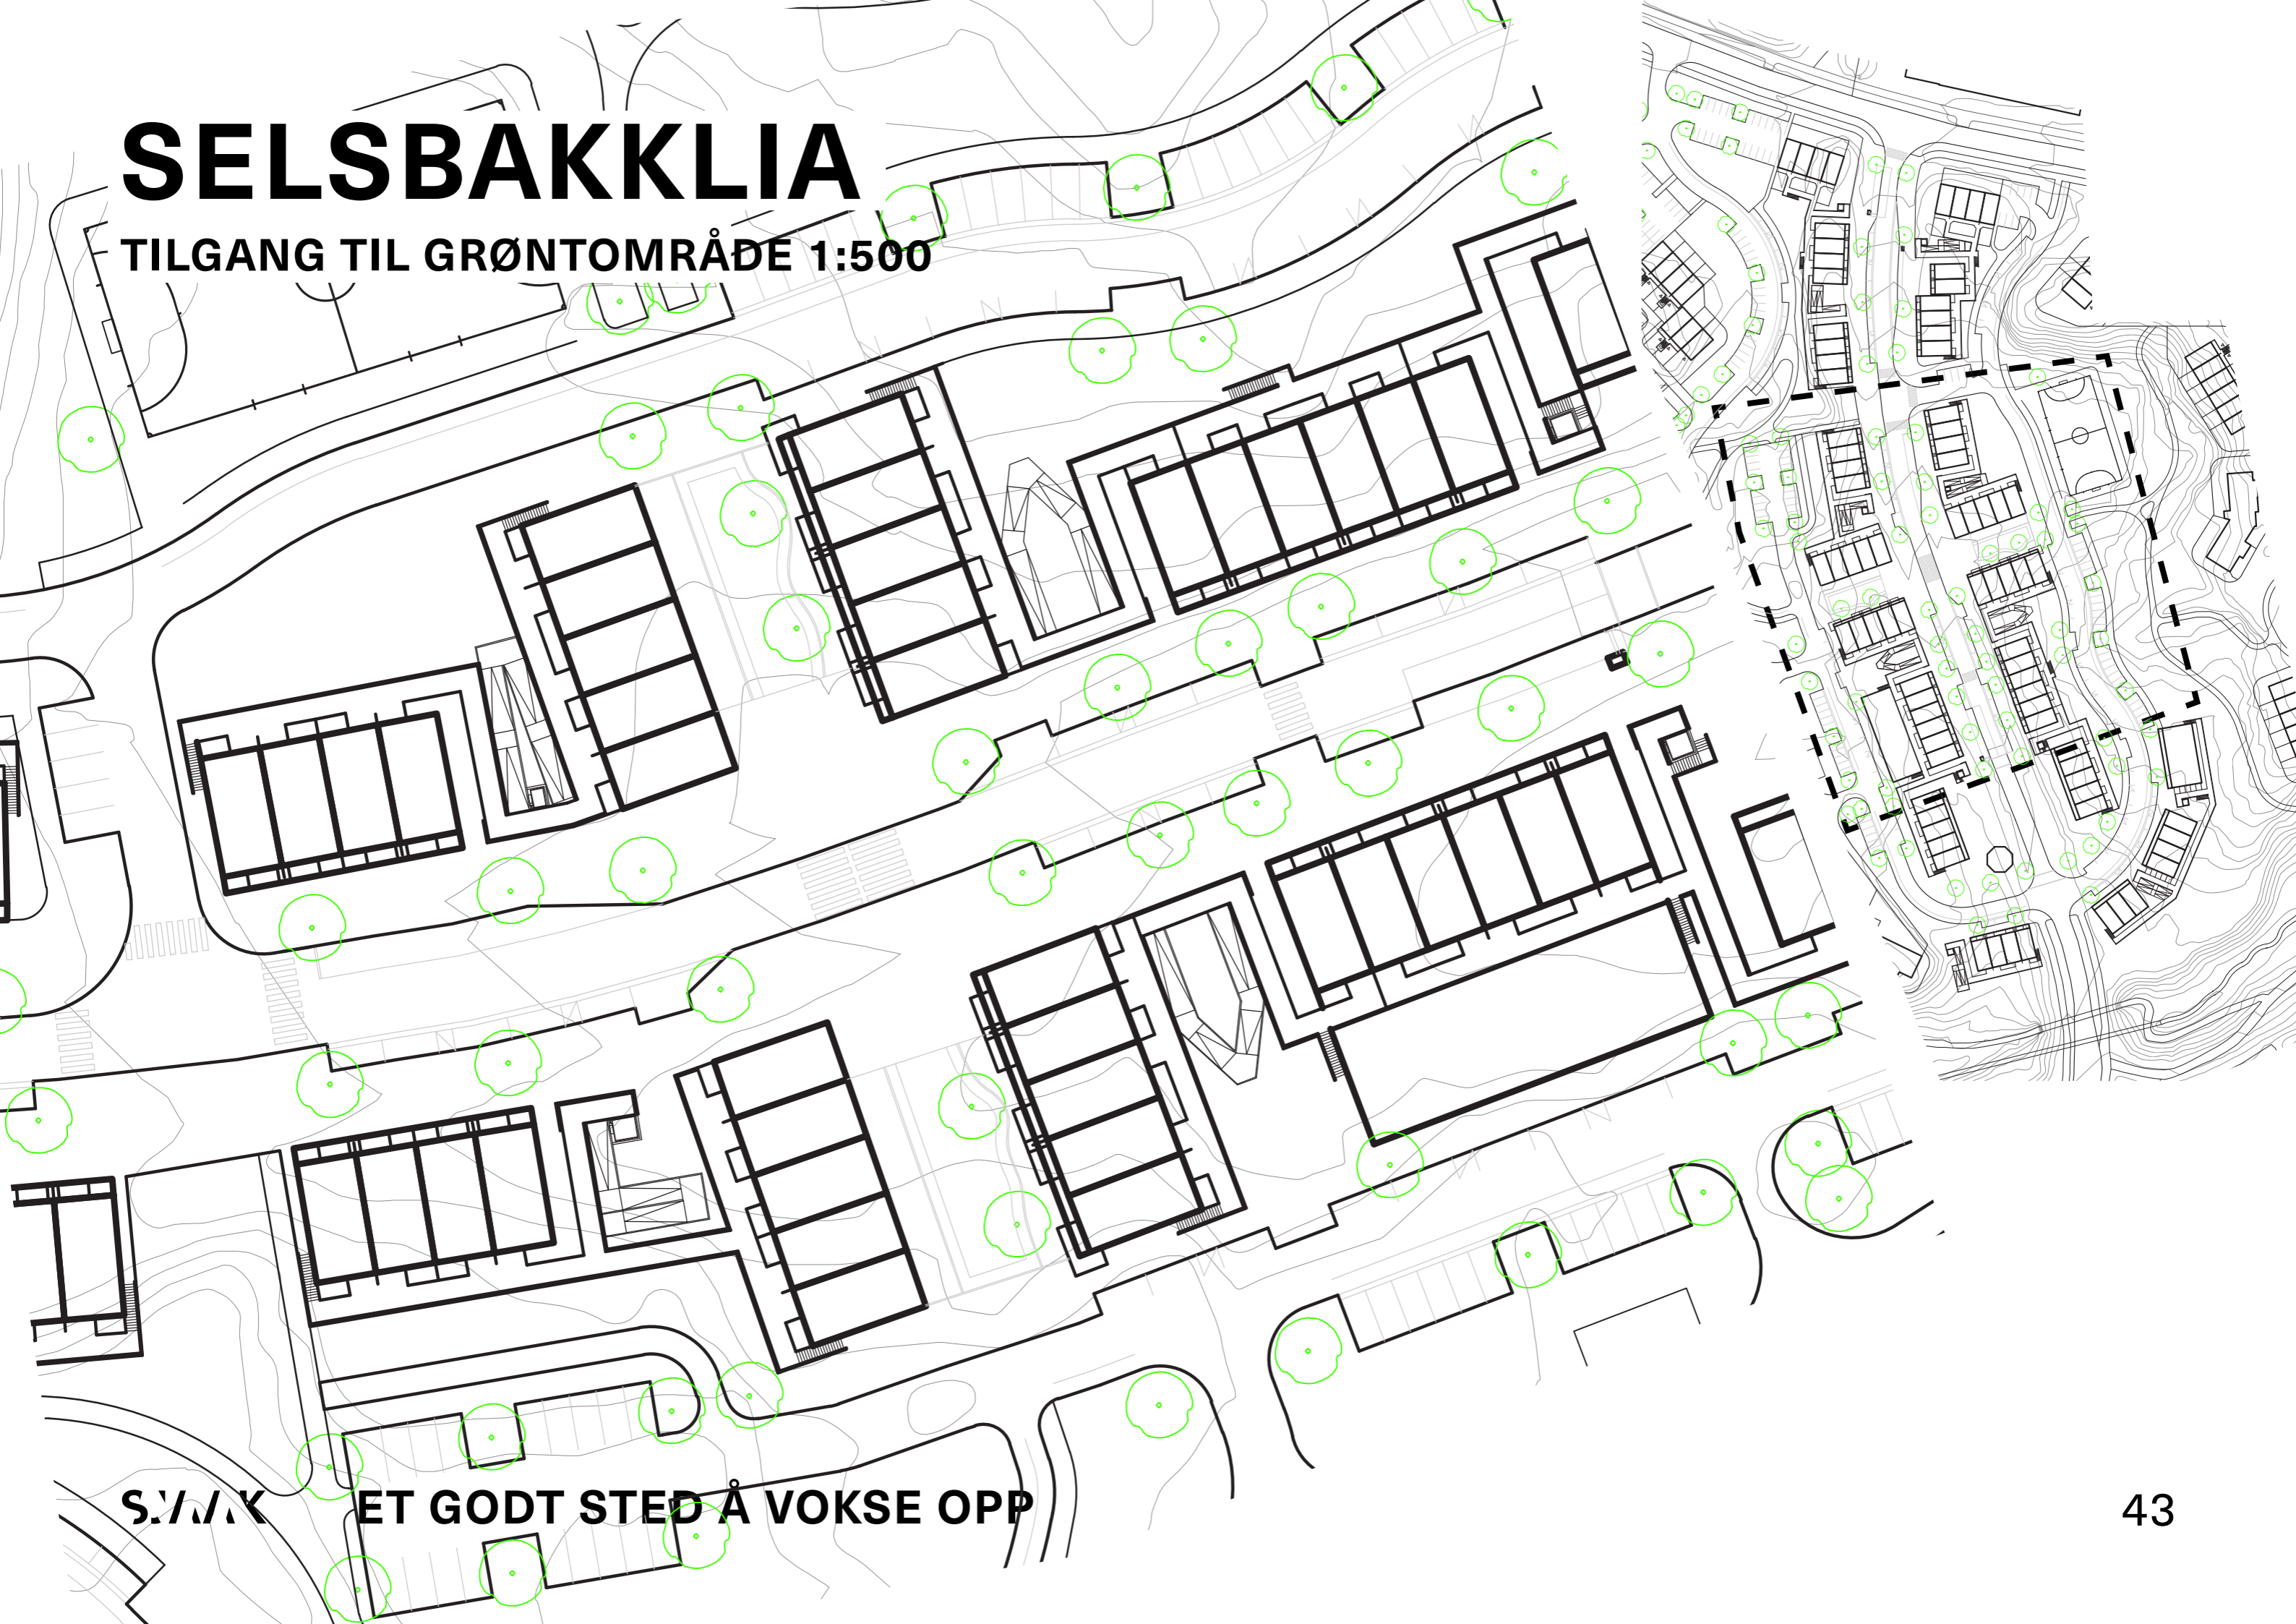 SELSBAKKLIA
TILGANG TIL GRØNTOMRÅDE 1:500
ET GODT STED Å VOKSE OPP
43